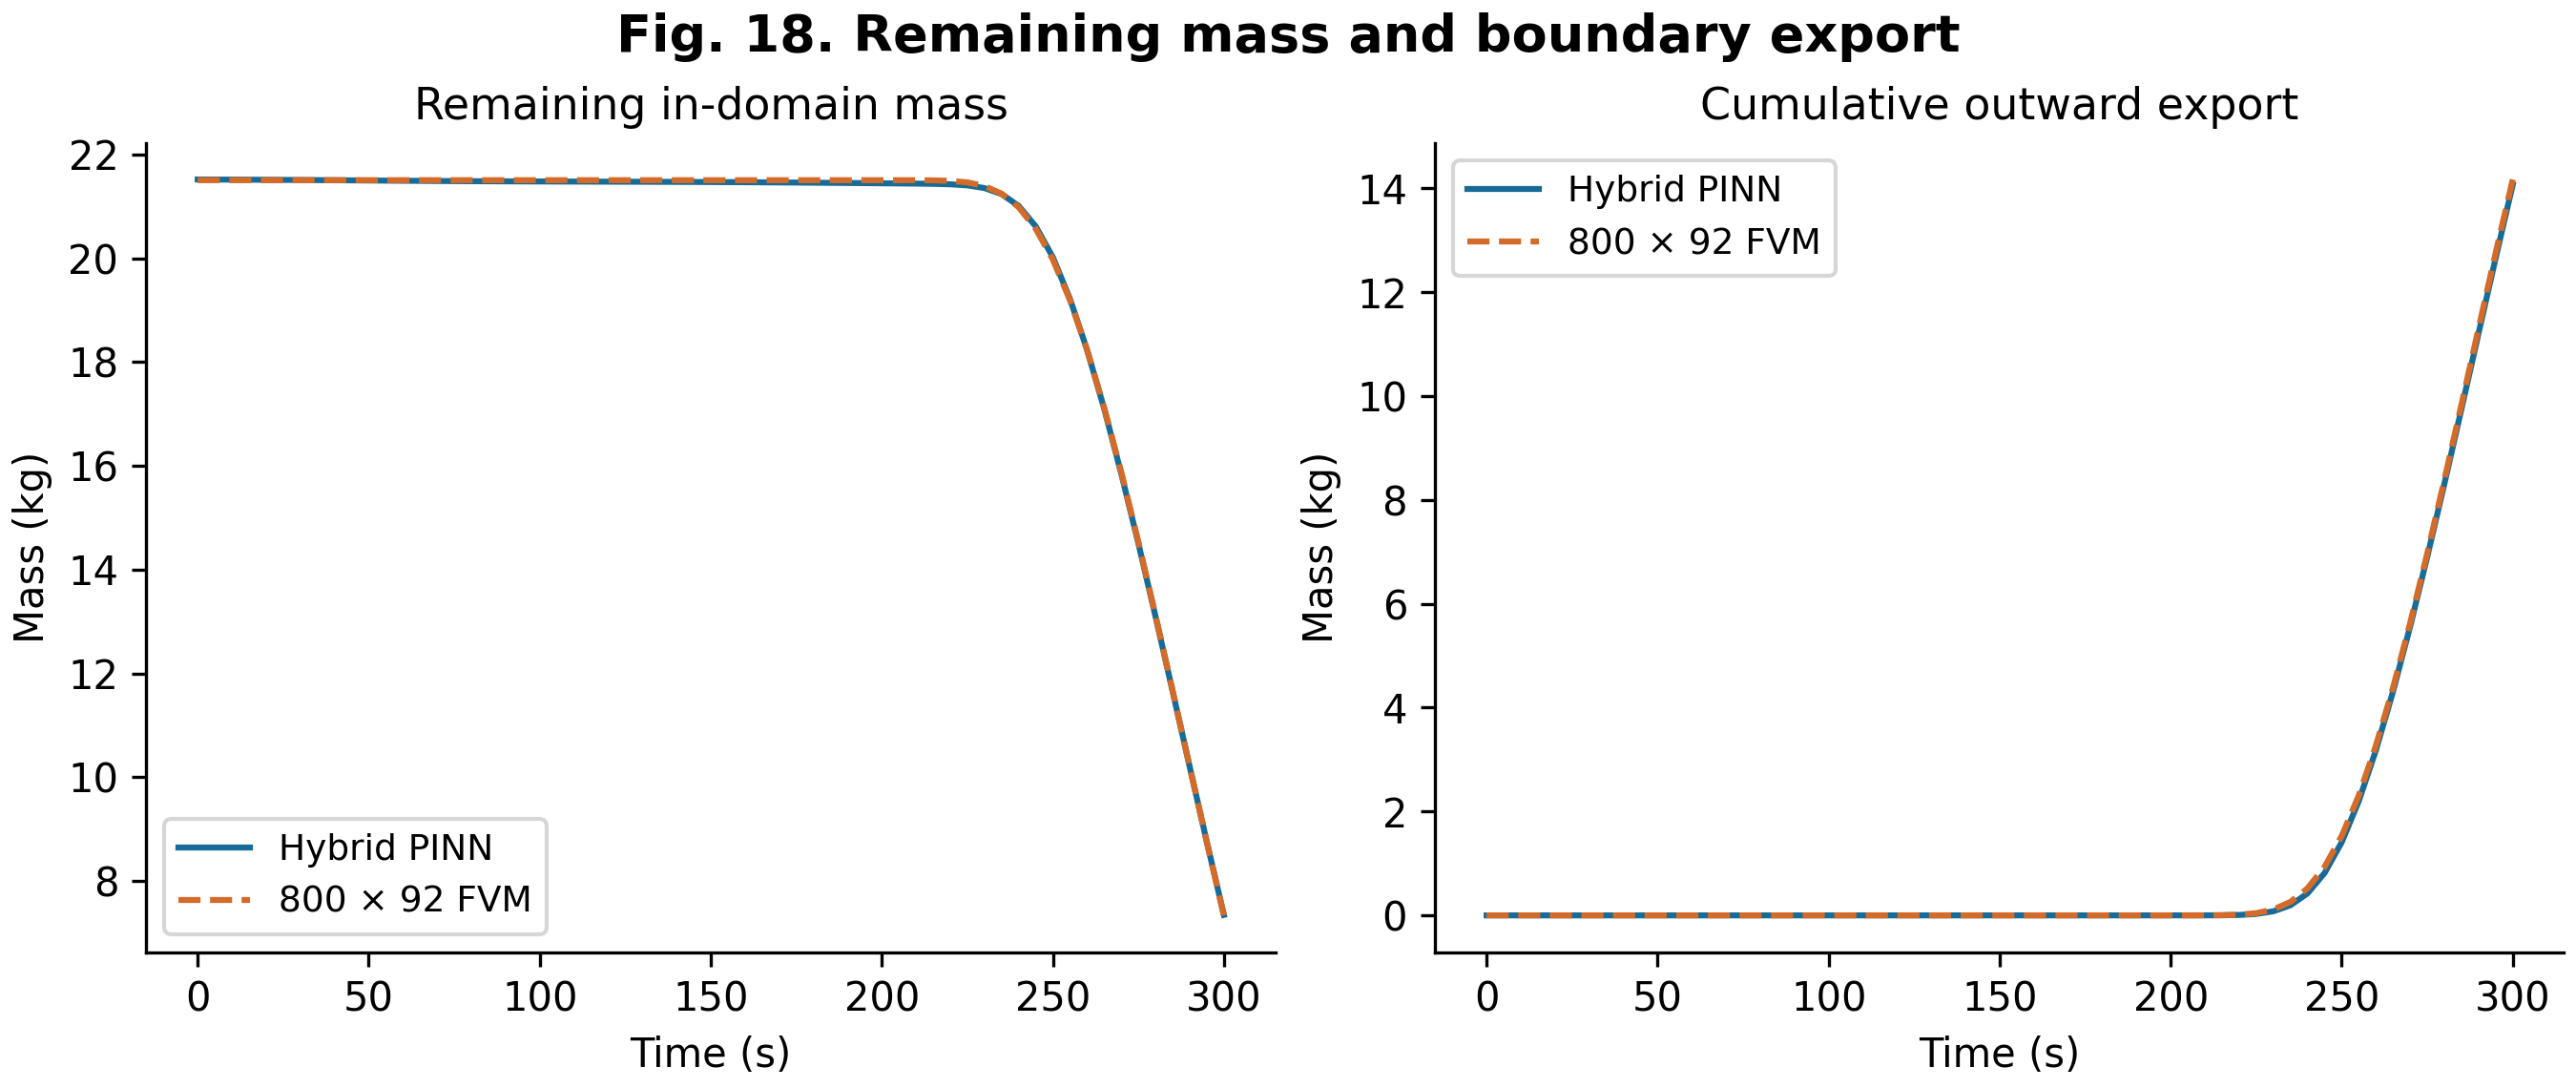 Fig. 18. Remaining mass and boundary export
Remaining in-domain mass
22
20
18
16
14
12
10
8
Mass (kg)
Hybrid PINN
800 × 92 FVM
0 50 100 150 200 250 300
Time (s)
Cumulative outward export
14
12
10
8
6
4
2
0
Mass (kg)
Hybrid PINN
800 × 92 FVM
0 50 100 150 200 250 300
Time (s)